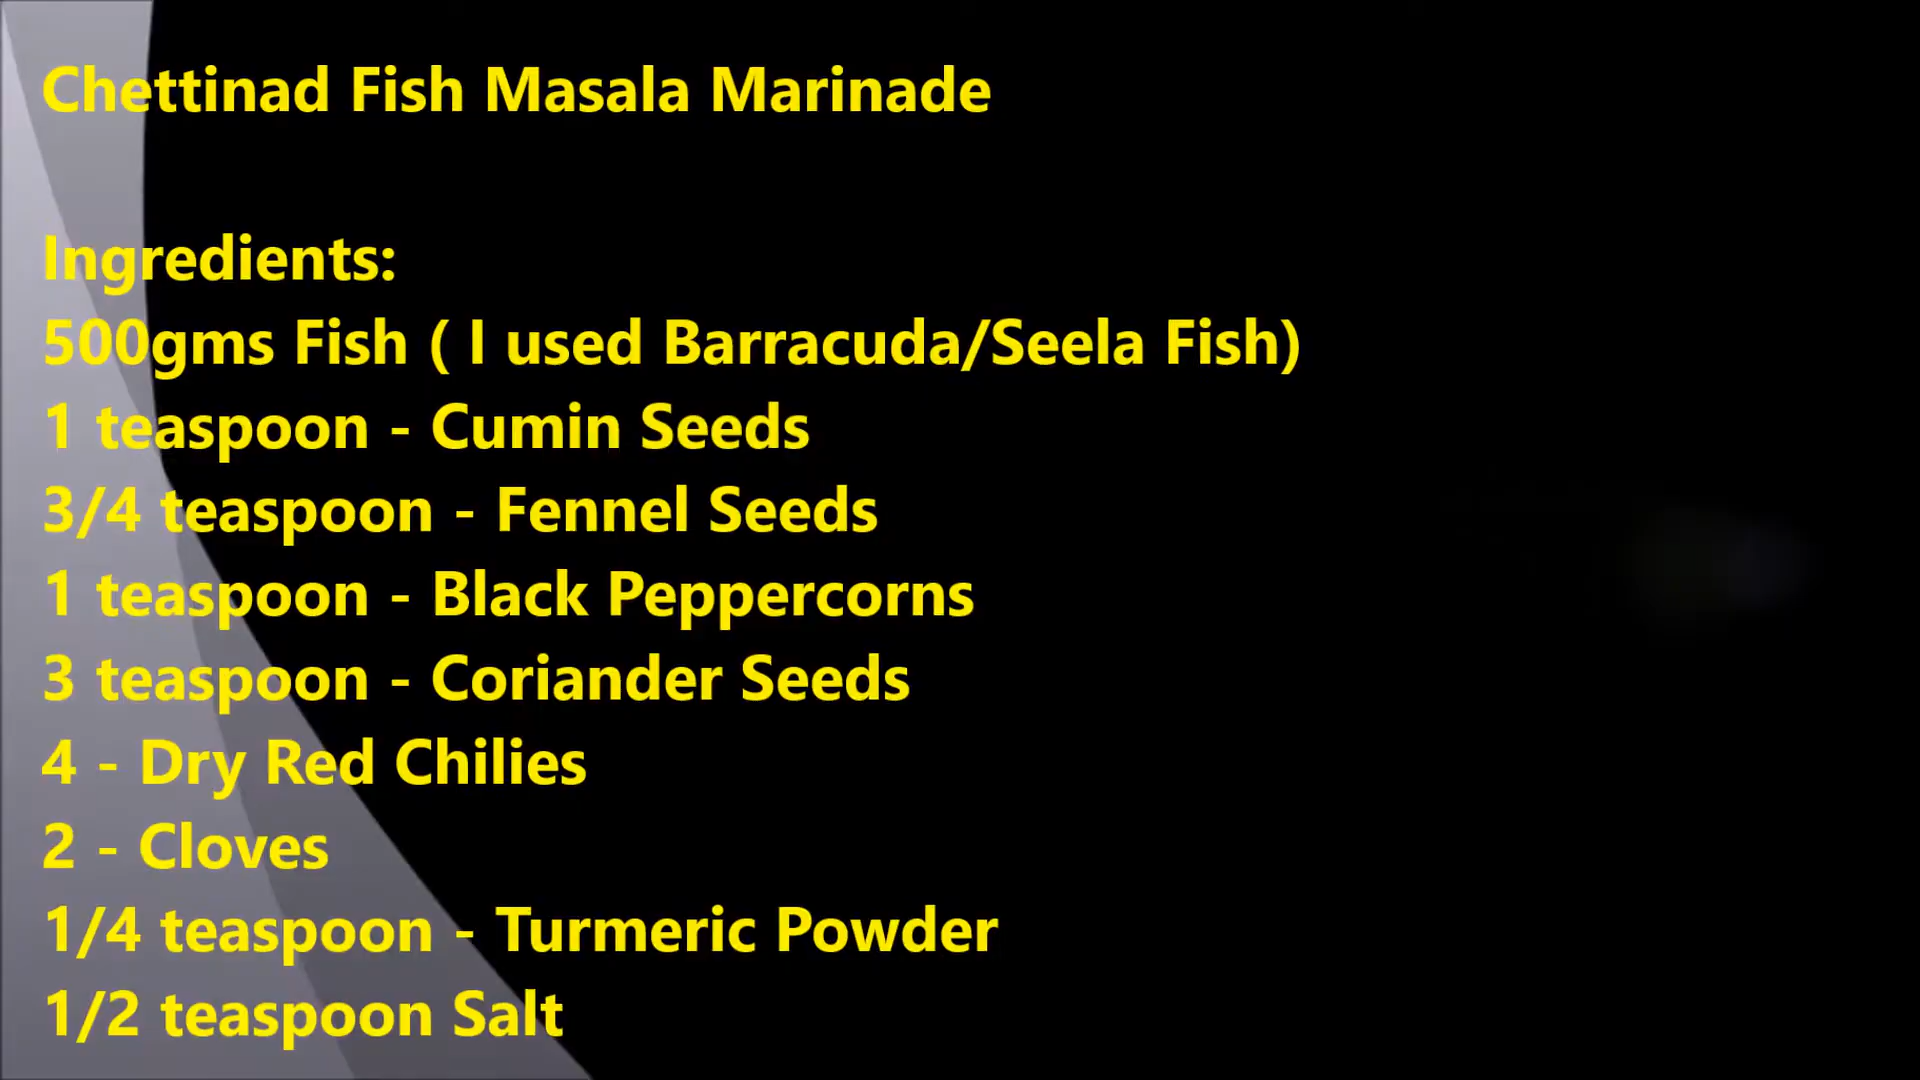 Chettinad Fish Masala Marinade
Ingredients:
500gms Fish ( I used Barracuda/Seela Fish)
1 teaspoon - Cumin Seeds
3/4 teaspoon - Fennel Seeds
1 teaspoon - Black Peppercorns
3 teaspoon - Coriander Seeds
4 - Dry Red Chilies
2 - Cloves
1/4 teaspoon - Turmeric Powder
1/2 teaspoon Salt